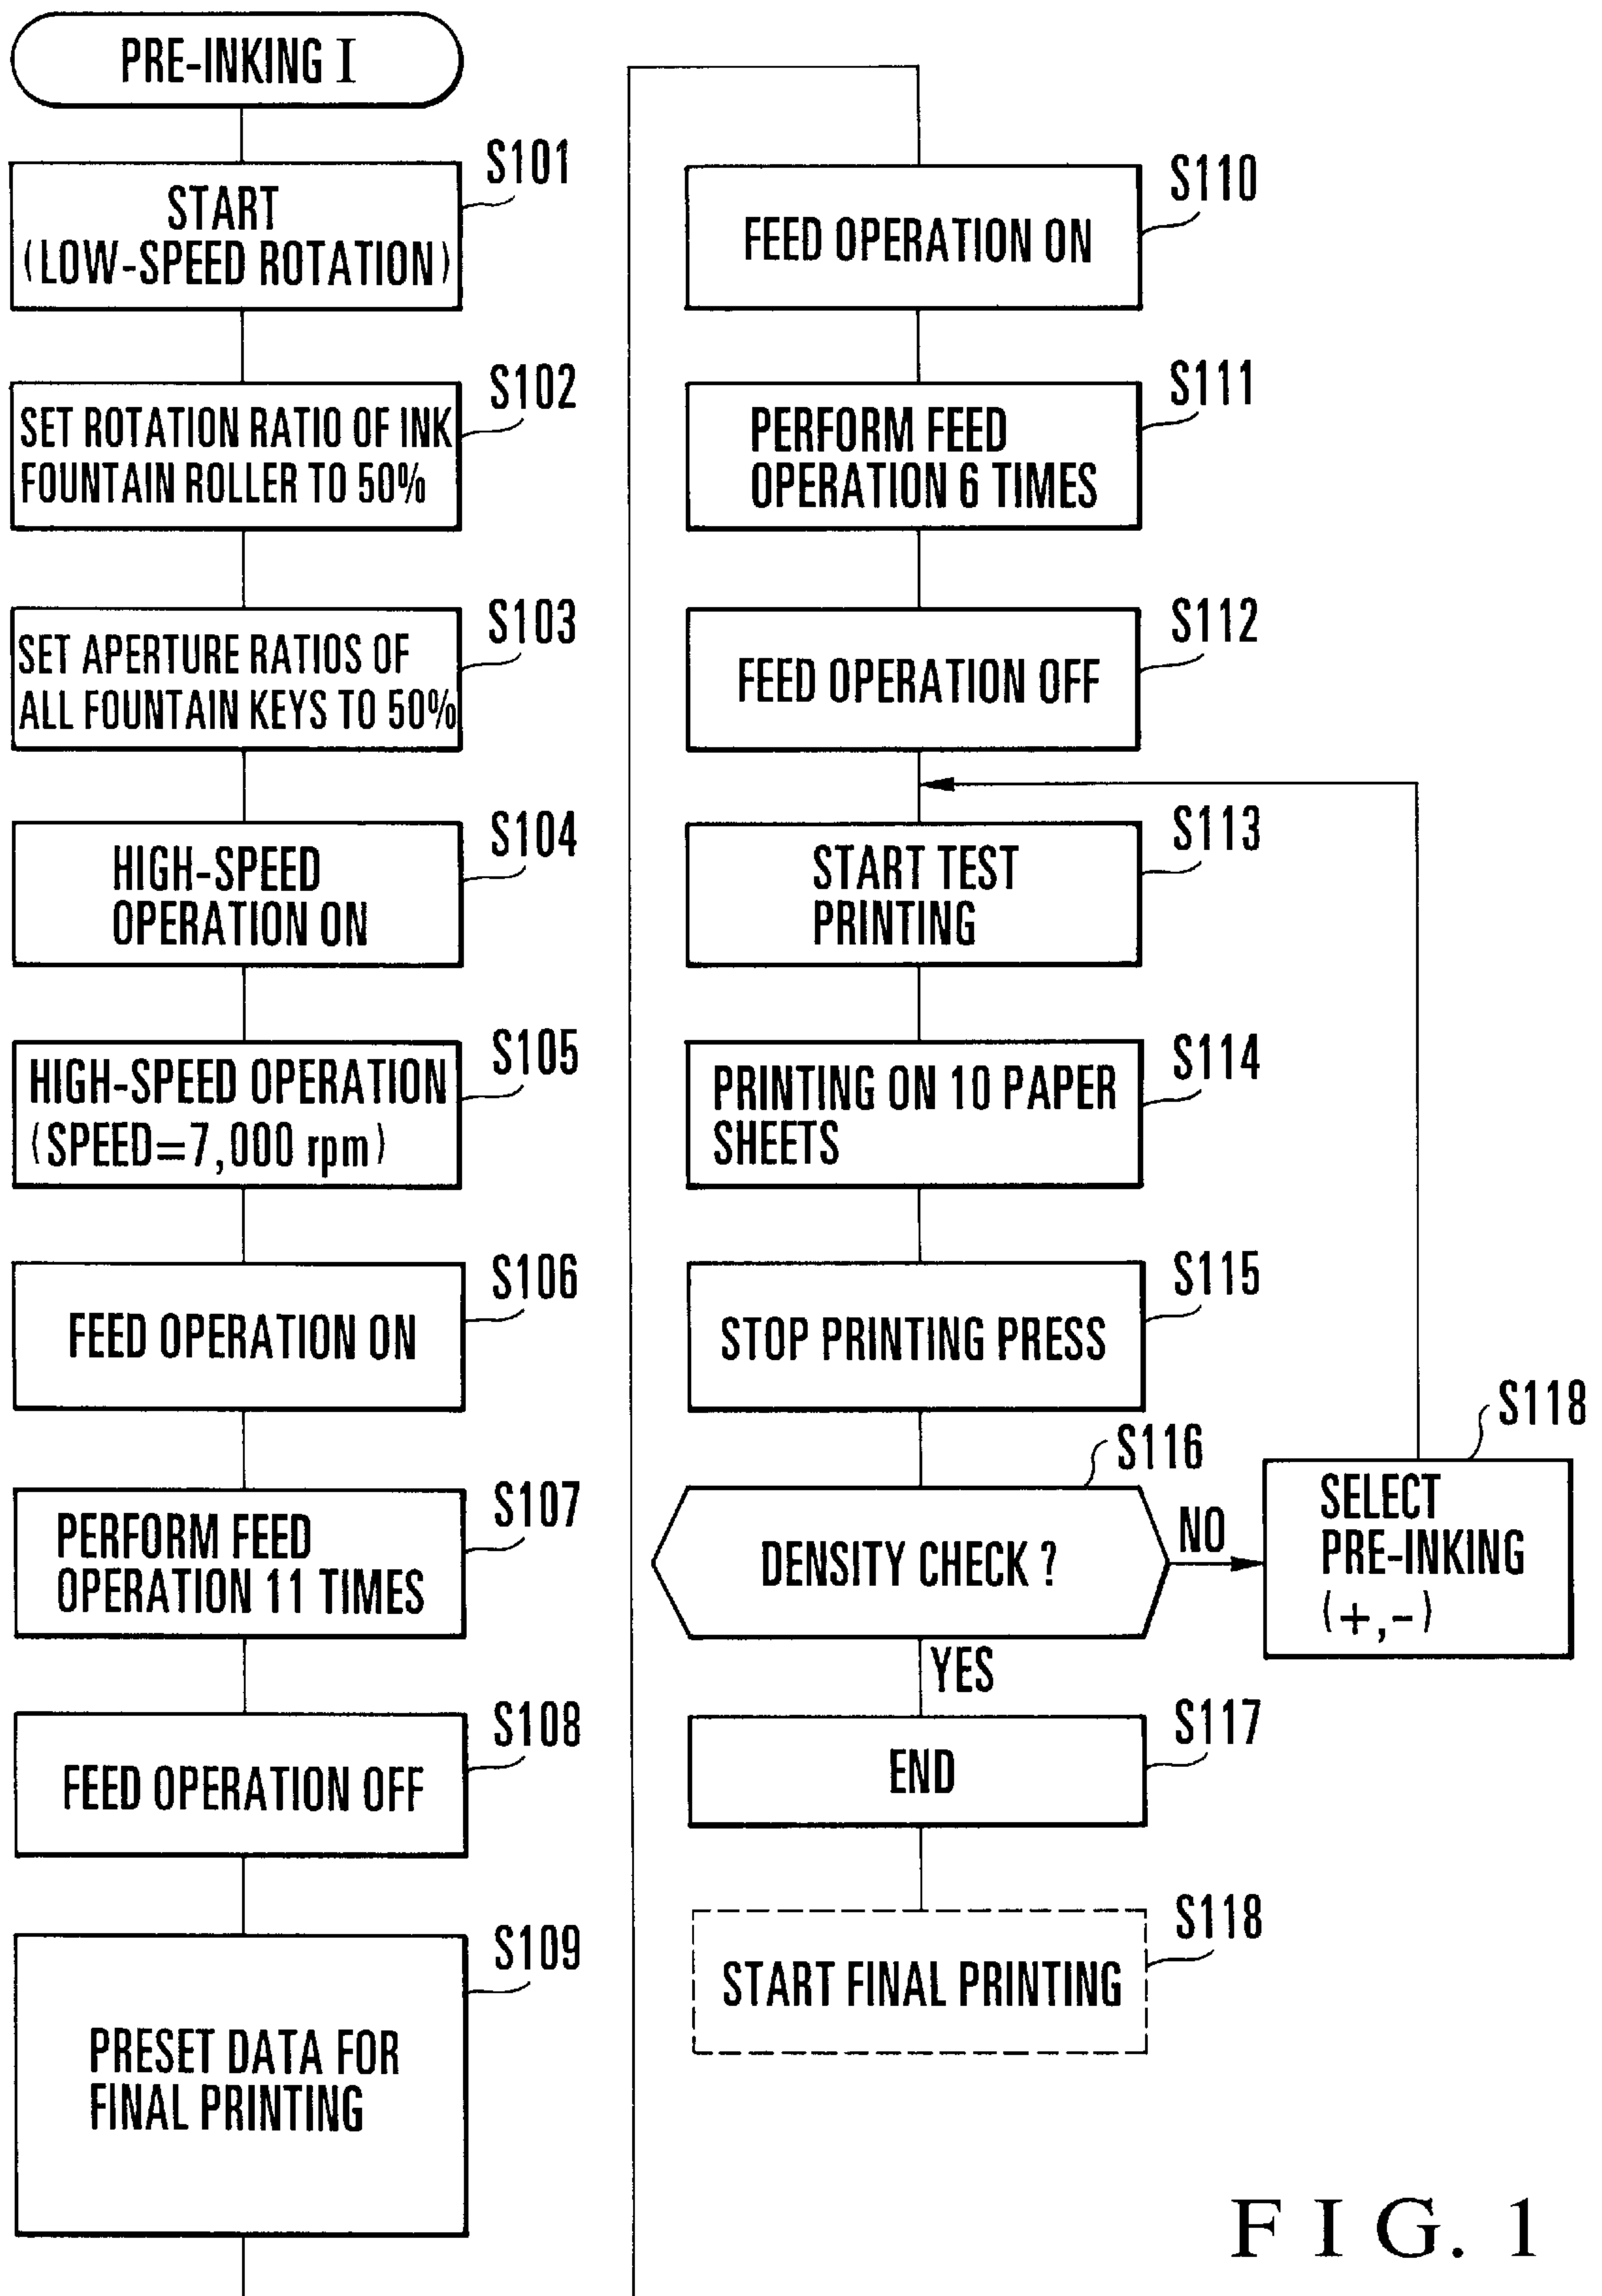 PRE-INKING I
S101
START
(LOW-SPEED ROTATION)
S102
SET ROTATION RATIO OF INK
FOUNTAIN ROLLER TO 50%
S103
SET APERTURE RATIOS OF
ALL FOUNTAIN KEYS TO 50%
S104
HIGH-SPEED
OPERATION ON
S105
HIGH-SPEED OPERATION
(SPEED=7,000 rpm)
S106
FEED OPERATION ON
S107
PERFORM FEED
OPERATION 11 TIMES
S108
FEED OPERATION OFF
S109
PRESET DATA FOR
FINAL PRINTING
S110
FEED OPERATION ON
S111
PERFORM FEED
OPERATION 6 TIMES
S112
FEED OPERATION OFF
S113
START TEST
PRINTING
S114
PRINTING ON 10 PAPER
SHEETS
S115
STOP PRINTING PRESS
S116
DENSITY CHECK ?
NO
S118
SELECT
PRE-INKING
(+,-)
YES
S117
END
S118
START FINAL PRINTING
FIG. 1